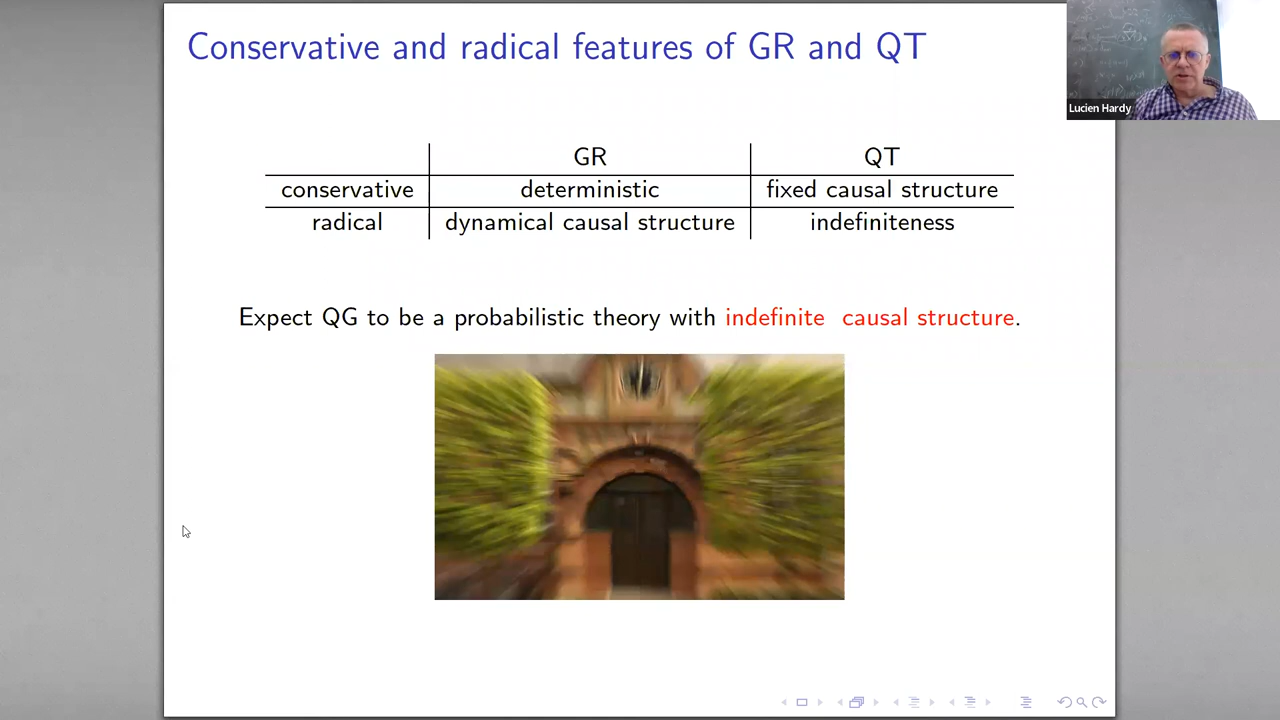 Conservative and radical features of GR and QT
Lucien Hardy
GR QT
conservative deterministic fixed causal structure
radical dynamical causal structure indefiniteness
Expect QG to be a probabilistic theory with indefinite causal structure.